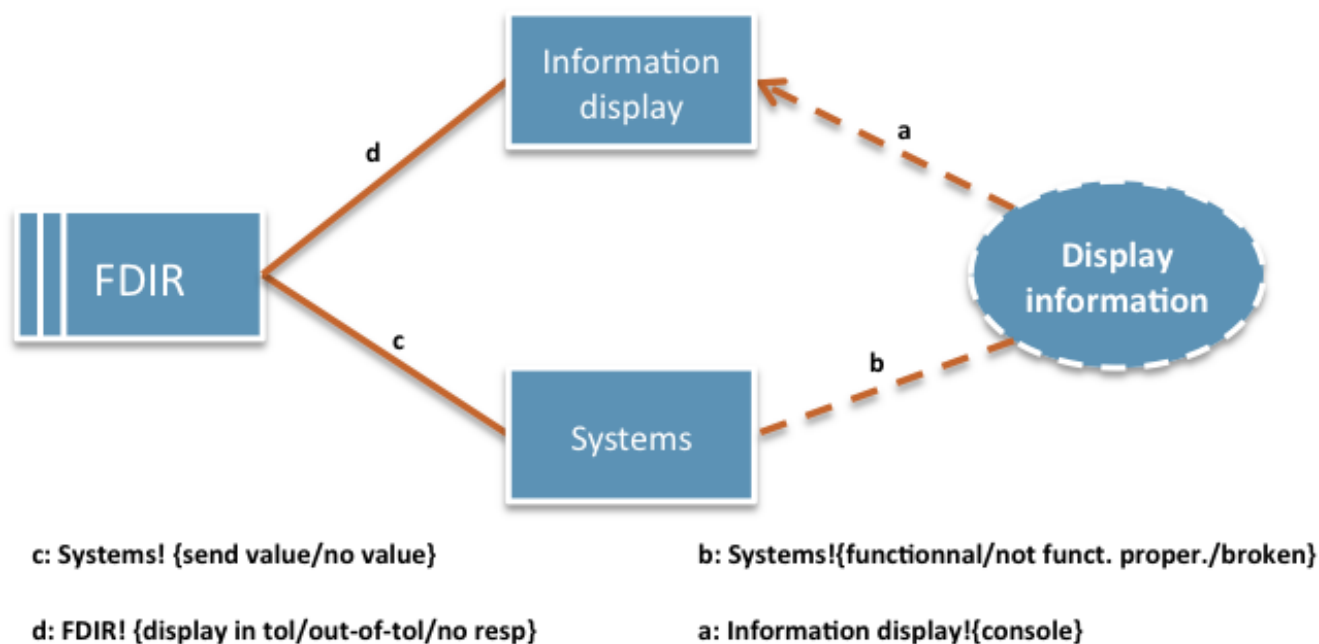 Information
display
a
d
FDIR
Display
information
c
b
Systems
c: Systems! {send value/no value}
b: Systems!{functionnal/not funct. proper./broken}
d: FDIR! {display in tol/out-of-tol/no resp}
a: Information display!{console}